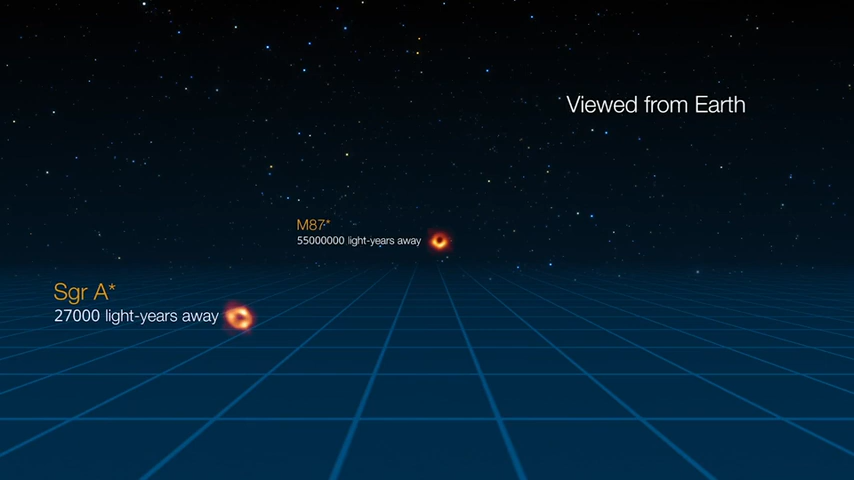 Viewed from Earth
M87*
55000000 light-years away
Sgr A*
27000 light-years away